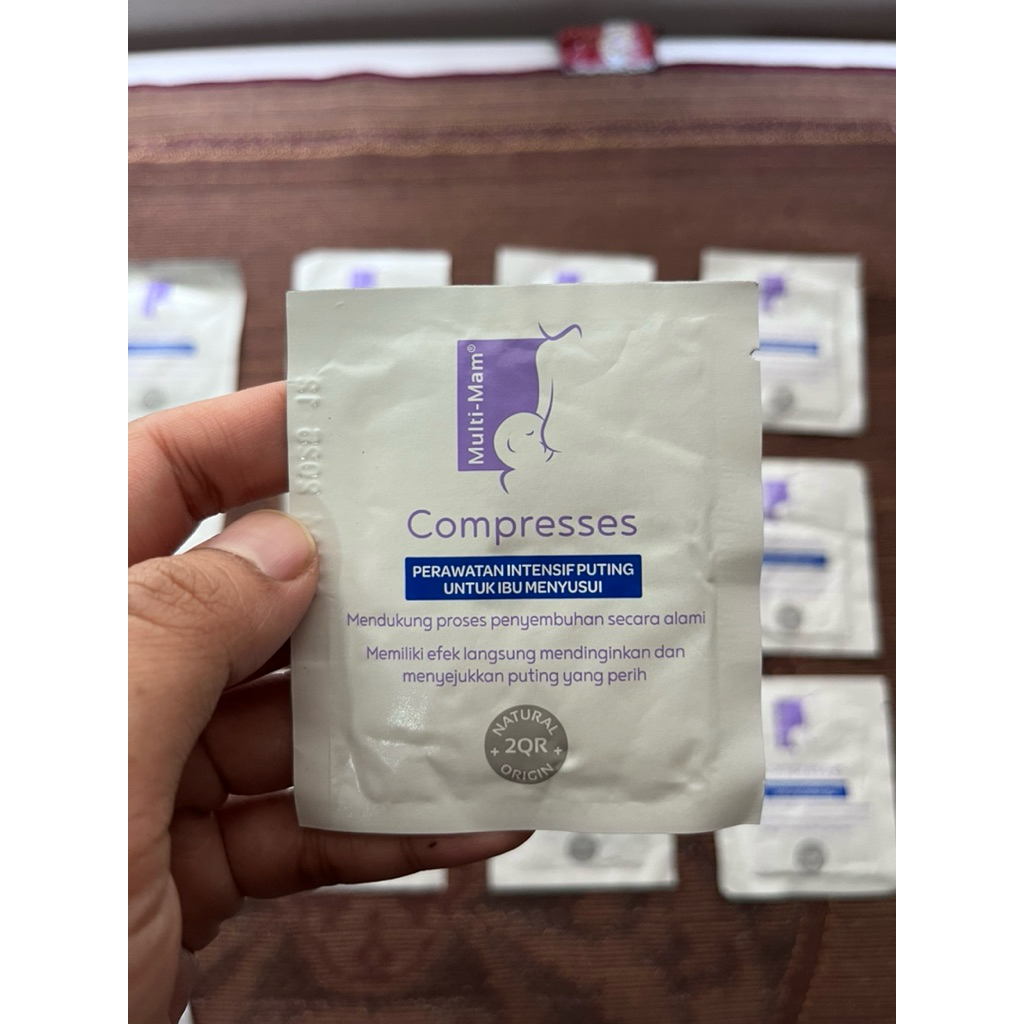 Multi-Mam®
Compresses
PERAWATAN INTENSIF PUTING
UNTUK IBU MENYUSUI
Mendukung proses penyembuhan secara alami
Memiliki efek langsung mendinginkan dan
menyejukkan puting yang perih
NATURAL
+ 2QR +
ORIGIN